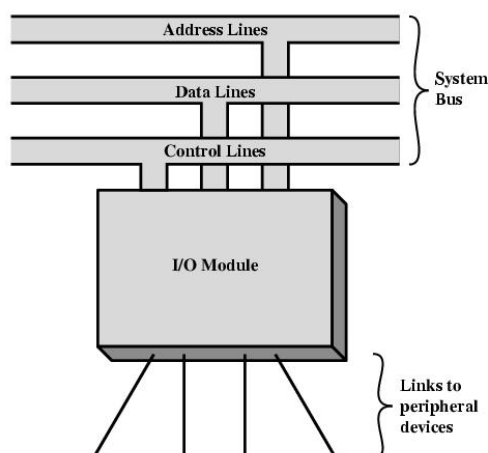 Address Lines
Data Lines
Control Lines
System
Bus
I/O Module
Links to
peripheral
devices